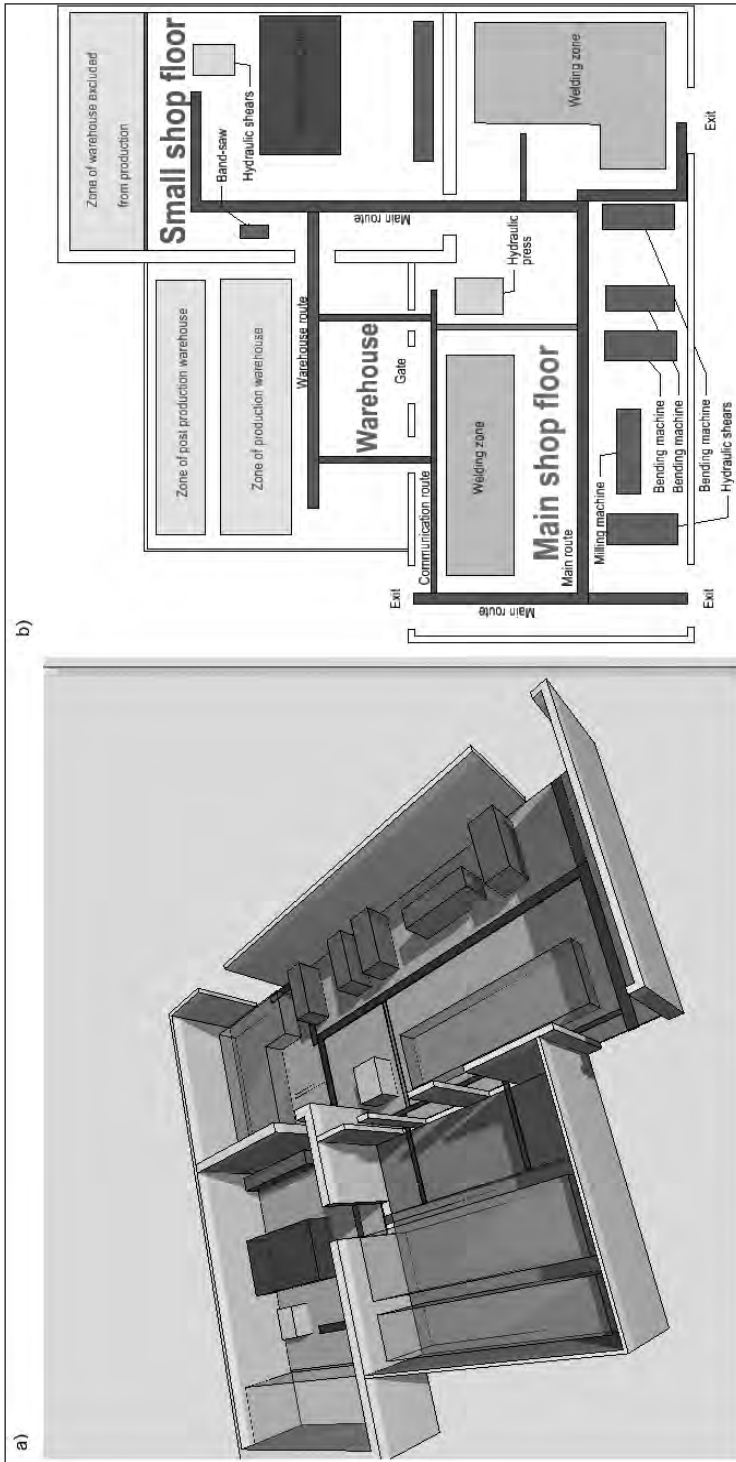 a)
b)
Zone of warehouse excluded
from production
Small shop floor
Hydraulic shears
Band-saw
Zone of post production warehouse
Zone of production warehouse
Warehouse route
Main route
Welding zone
Exit
Warehouse
Gate
Hydraulic
press
Communication route
Welding zone
Main shop floor
Main route
Exit
Main route
Exit
Milling machine
Bending machine
Bending machine
Bending machine
Hydraulic shears